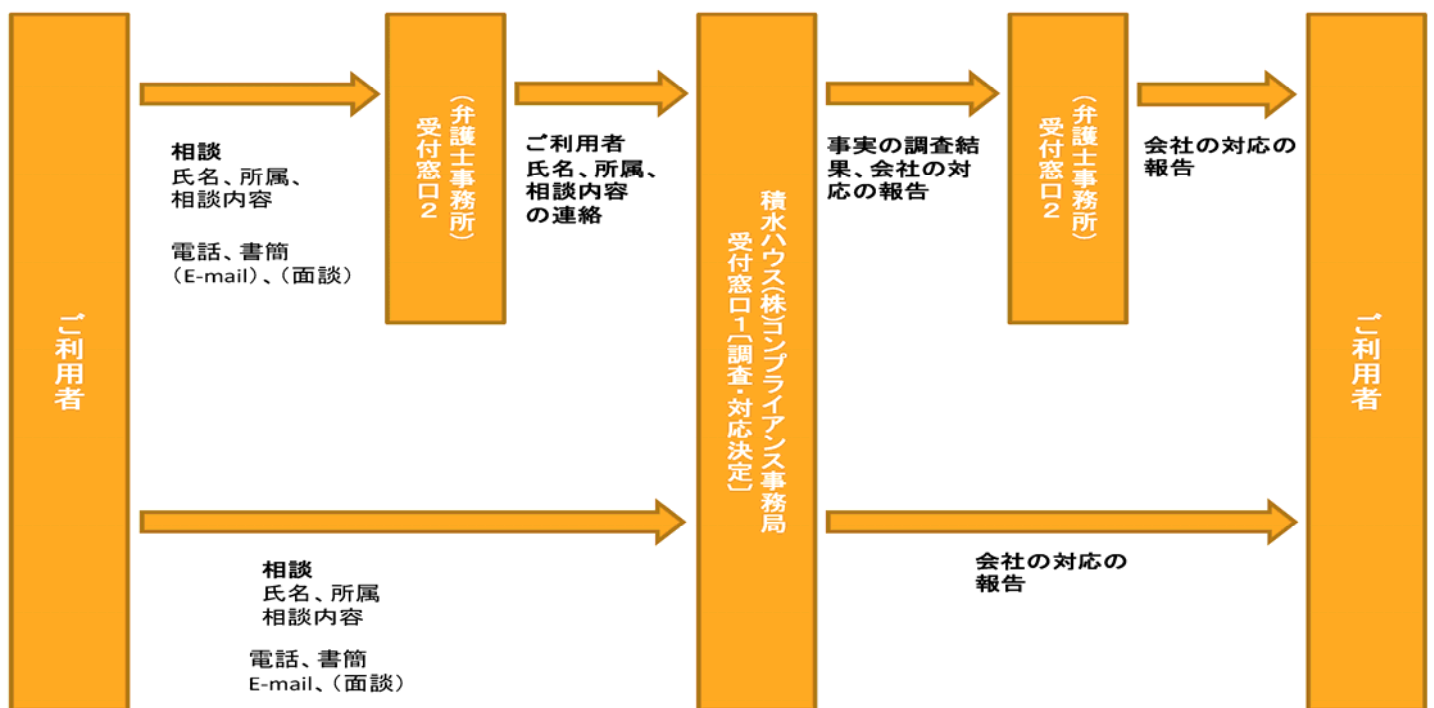 ご利用者
相談
氏名、所属、
相談内容
電話、書簡
（E-mail）、（面談）
（弁護士事務所）
受付窓口2
ご利用者
氏名、所属、
相談内容
の連絡
積水ハウス（株）コンプライアンス事務局
受付窓口1〔調査・対応決定〕
事実の調査結
果、会社の対
応の報告
（弁護士事務所）
受付窓口2
会社の対応の
報告
ご利用者
相談
氏名、所属
相談内容
電話、書簡
E-mail、（面談）
会社の対応の
報告